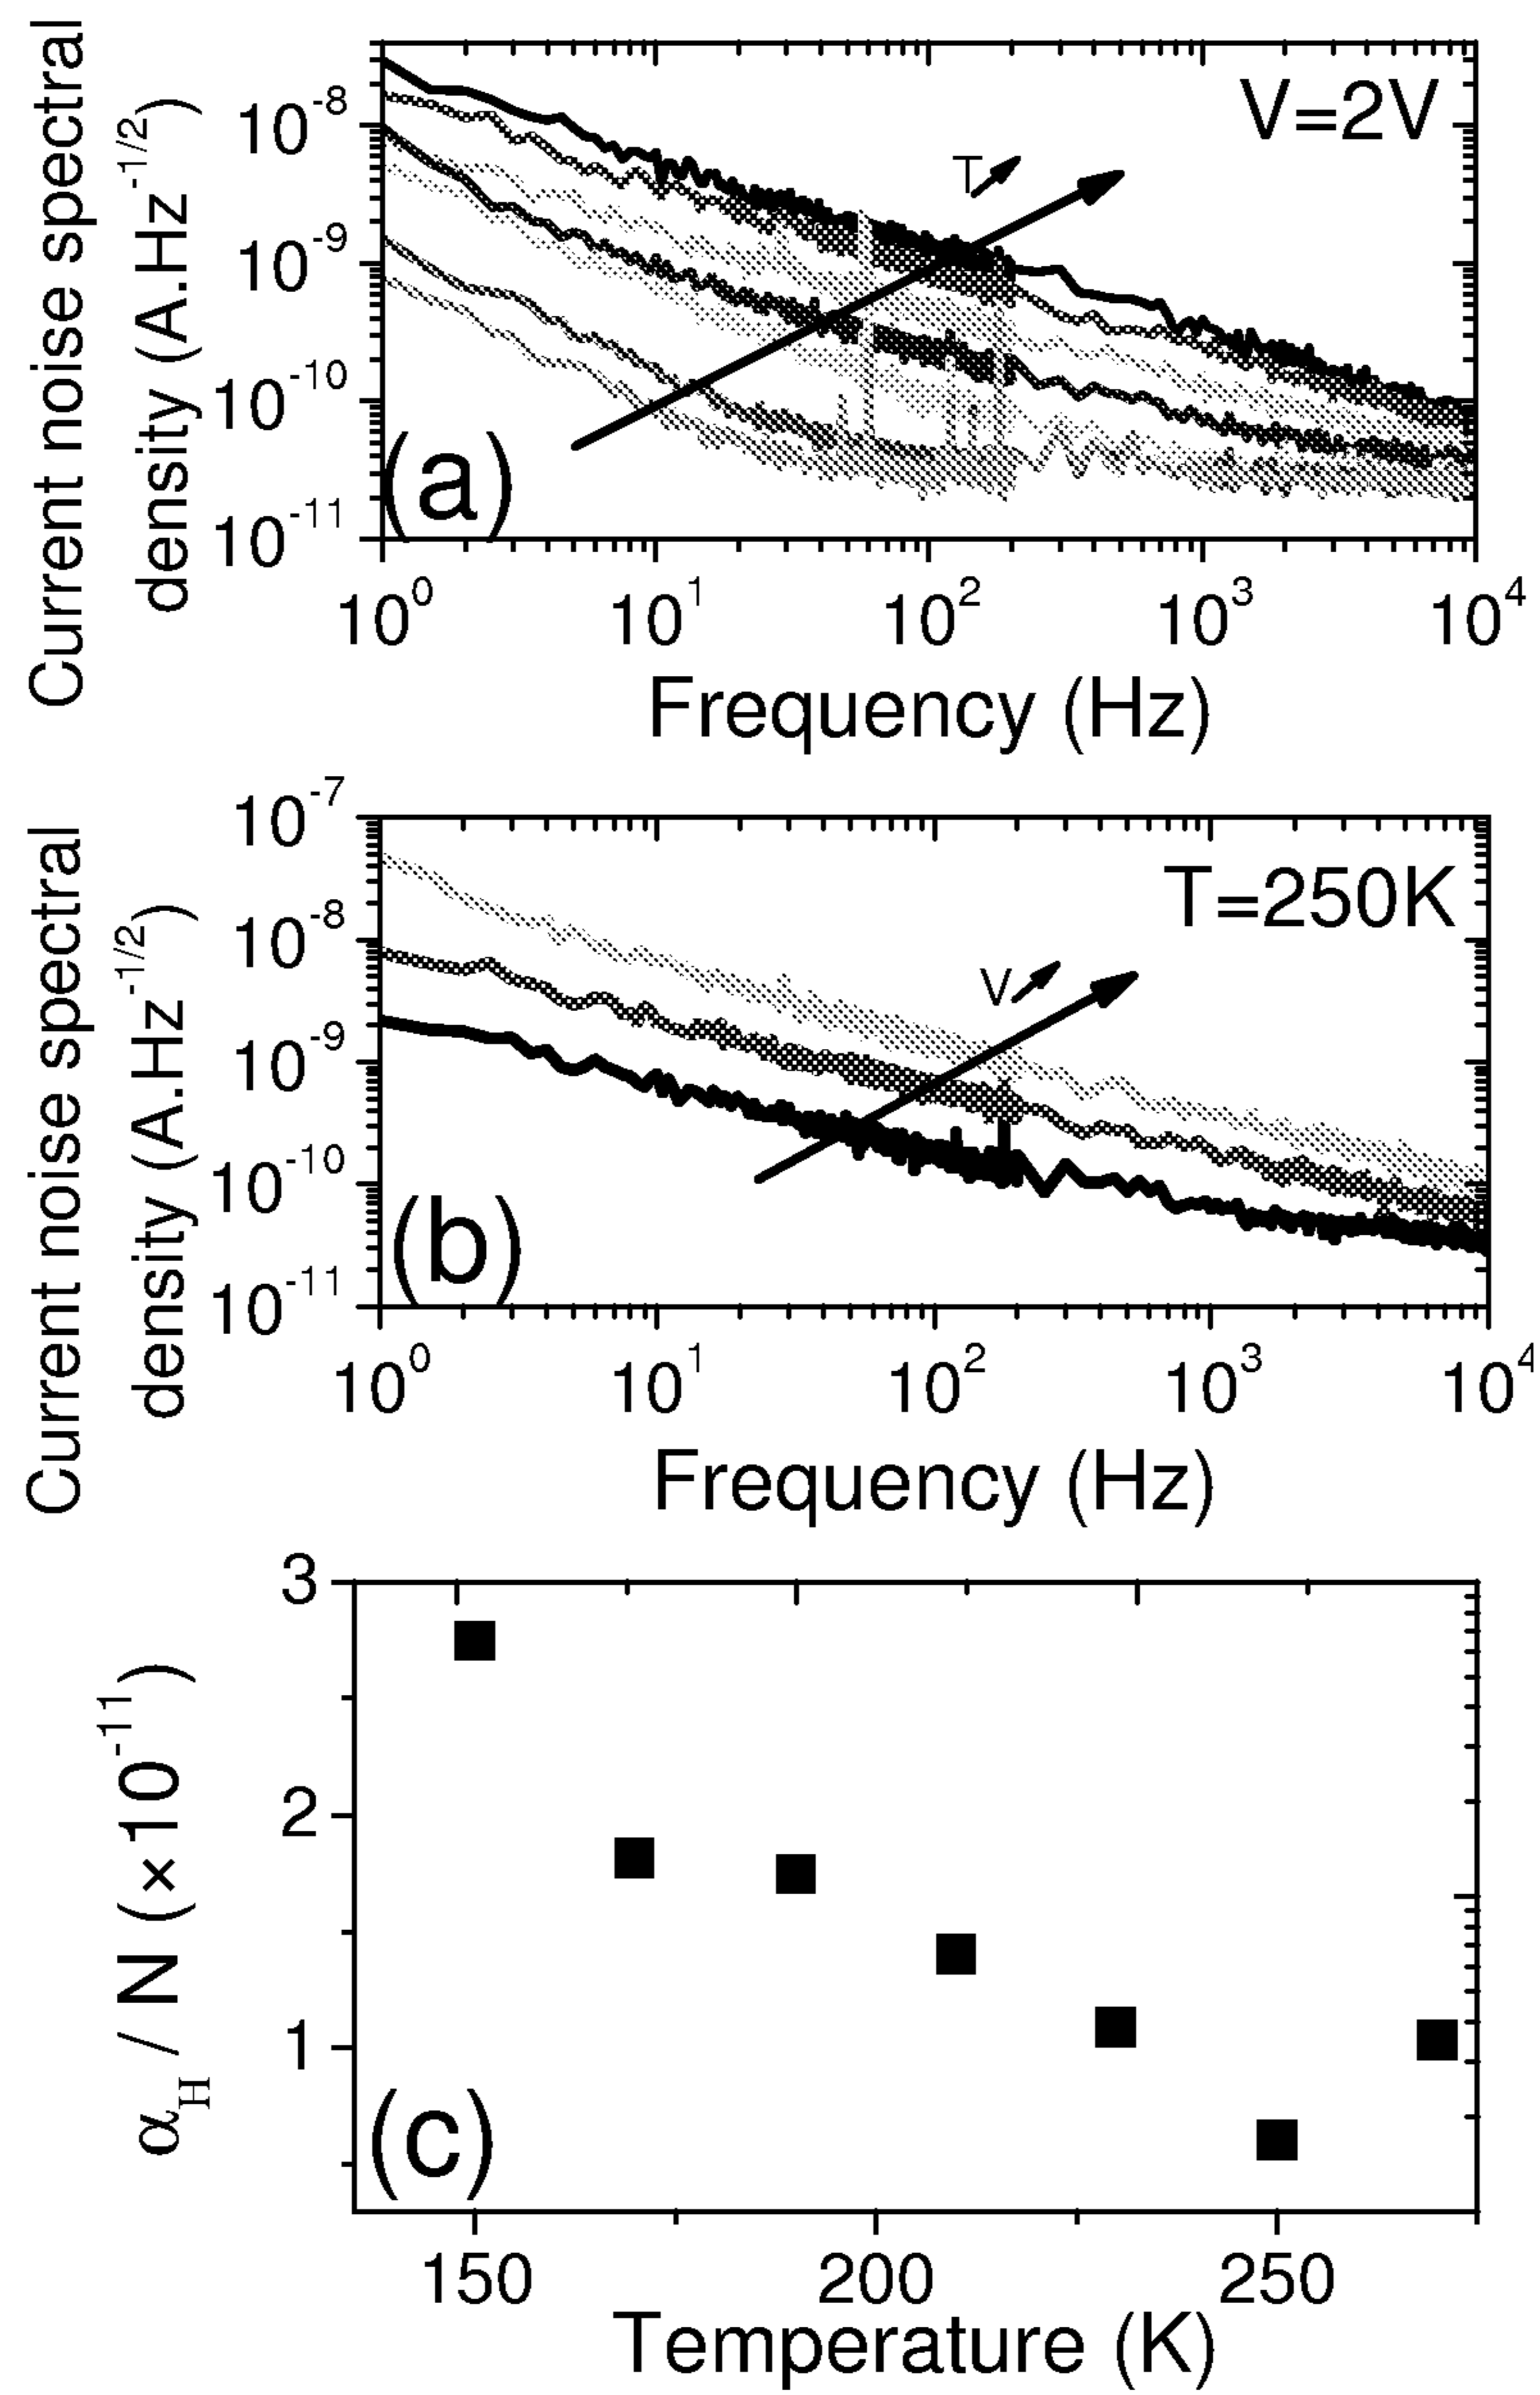 Current noise spectral
density (A.Hz^-1/2)
10^-8
10^-9
10^-10
10^-11
V=2V
T
(a)
10^0 10^1 10^2 10^3 10^4
Frequency (Hz)
Current noise spectral
density (A.Hz^-1/2)
10^-7
10^-8
10^-9
10^-10
10^-11
T=250K
V
(b)
10^0 10^1 10^2 10^3 10^4
Frequency (Hz)
α_H / N (×10^-11)
3
2
1
(c)
150 200 250
Temperature (K)